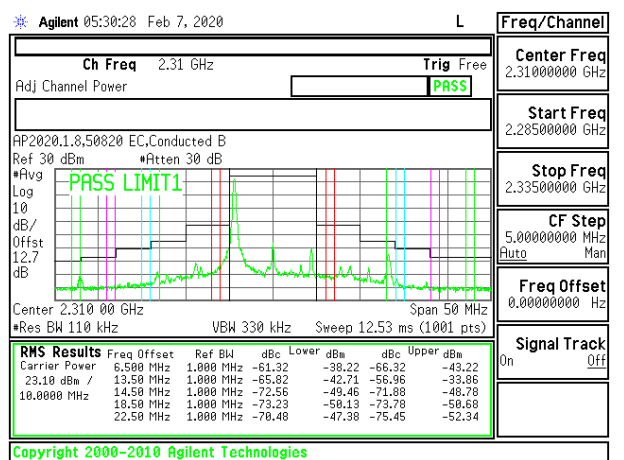 Agilent 05:30:28 Feb 7, 2020 L
Freq/Channel
Ch Freq 2.31 GHz Trig Free
Adj Channel Power PASS
Center Freq
2.31000000 GHz
Start Freq
2.28500000 GHz
Stop Freq
2.33500000 GHz
CF Step
5.00000000 MHz
Auto Man
Freq Offset
0.00000000 Hz
Signal Track
On Off
AP2020.1.8,50820 EC,Conducted B
Ref 30 dBm #Atten 30 dB
#Avg
Log
10
dB/
Offst
12.7
dB
PASS LIMIT1
Center 2.310 00 GHz Span 50 MHz
#Res BW 110 kHz VBW 330 kHz Sweep 12.53 ms (1001 pts)
RMS Results Freq Offset Ref BW dBc Lower dBm dBc Upper dBm
Carrier Power 6.500 MHz 1.000 MHz -61.32 -38.22 -66.32 -43.22
23.10 dBm / 13.50 MHz 1.000 MHz -65.82 -42.71 -56.96 -33.86
10.0000 MHz 14.50 MHz 1.000 MHz -72.56 -49.46 -71.88 -48.78
18.50 MHz 1.000 MHz -73.23 -50.13 -73.78 -50.68
22.50 MHz 1.000 MHz -70.48 -47.38 -75.45 -52.34
Copyright 2000-2010 Agilent Technologies